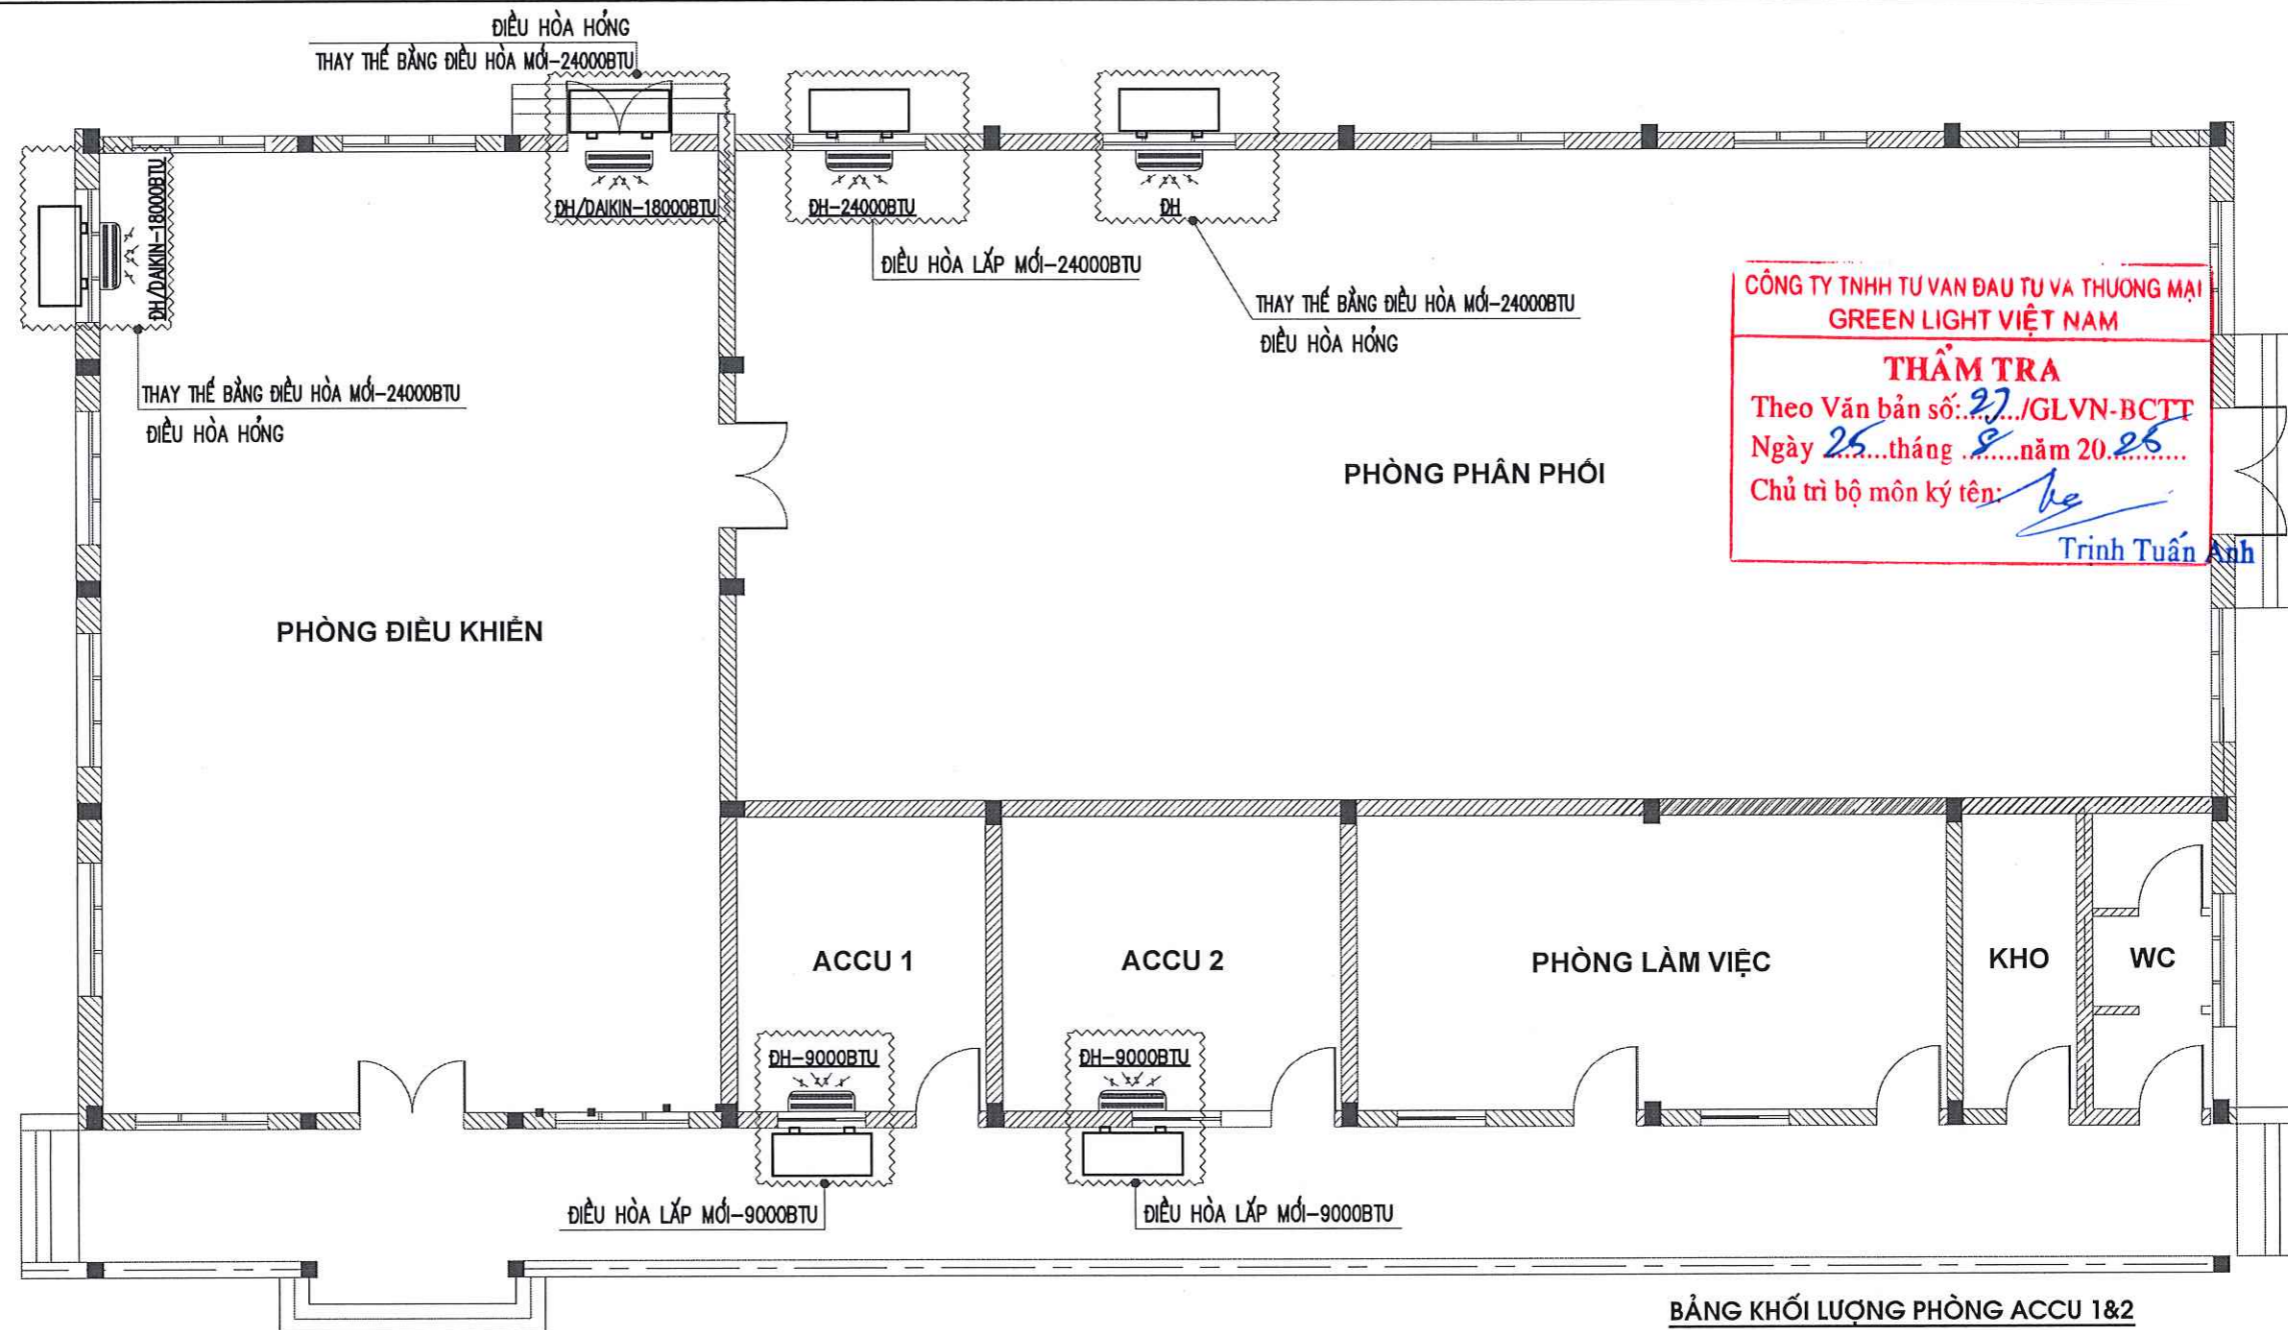 ĐIỀU HÒA HỎNG
THAY THẾ BẰNG ĐIỀU HÒA MỚI-24000BTU
ĐH/DAIKIN-18000BTU
ĐH/DAIKIN-18000BTU
ĐH-24000BTU
ĐH
ĐIỀU HÒA LẮP MỚI-24000BTU
THAY THẾ BẰNG ĐIỀU HÒA MỚI-24000BTU
ĐIỀU HÒA HỎNG
THAY THẾ BẰNG ĐIỀU HÒA MỚI-24000BTU
ĐIỀU HÒA HỎNG
CÔNG TY TNHH TƯ VẤN ĐẦU TƯ VÀ THƯƠNG MẠI
GREEN LIGHT VIỆT NAM
THẨM TRA
Theo Văn bản số:27/GLVN-BCTT
Ngày 25 tháng 8 năm 2025
Chủ trì bộ môn ký tên:
Trịnh Tuấn Anh
PHÒNG PHÂN PHỐI
PHÒNG ĐIỀU KHIỂN
ACCU 1
ACCU 2
PHÒNG LÀM VIỆC
KHO
WC
ĐH-9000BTU
ĐH-9000BTU
ĐIỀU HÒA LẮP MỚI-9000BTU
ĐIỀU HÒA LẮP MỚI-9000BTU
BẢNG KHỐI LƯỢNG PHÒNG ACCU 1&2